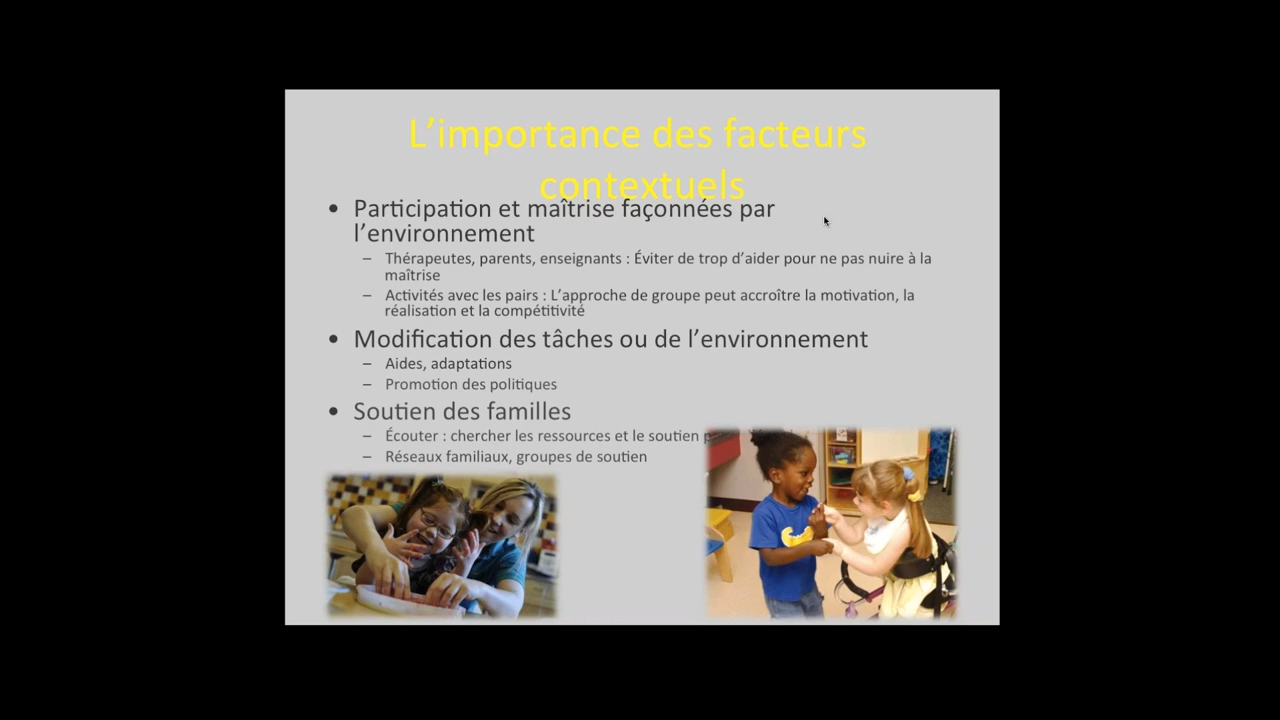 L’importance des facteurs
contextuels
• Participation et maîtrise façonnées par
l’environnement
– Thérapeutes, parents, enseignants : Éviter de trop d’aider pour ne pas nuire à la
maîtrise
– Activités avec les pairs : L’approche de groupe peut accroître la motivation, la
réalisation et la compétitivité
• Modification des tâches ou de l’environnement
– Aides, adaptations
– Promotion des politiques
• Soutien des familles
– Écouter : chercher les ressources et le soutien
– Réseaux familiaux, groupes de soutien